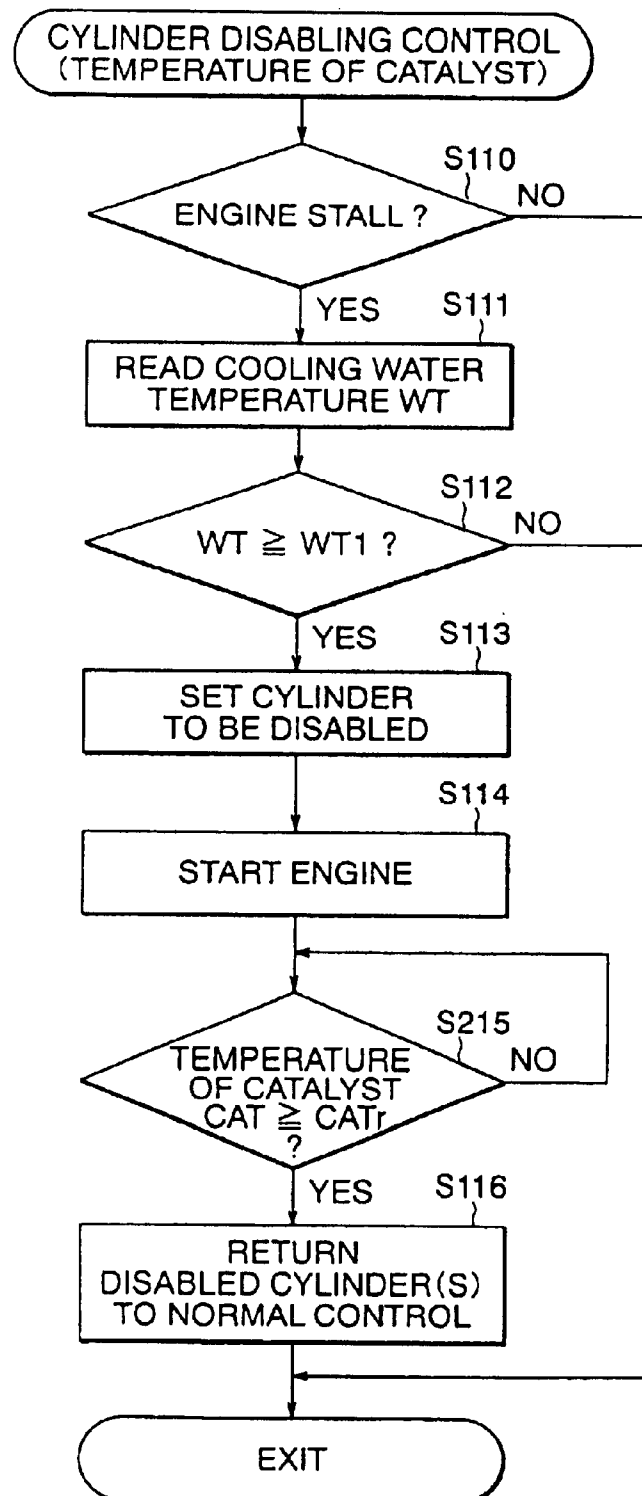 CYLINDER DISABLING CONTROL
(TEMPERATURE OF CATALYST)
S110
ENGINE STALL ?
NO
YES
S111
READ COOLING WATER
TEMPERATURE WT
S112
WT ≧ WT1 ?
NO
YES
S113
SET CYLINDER
TO BE DISABLED
S114
START ENGINE
S215
TEMPERATURE
OF CATALYST
CAT ≧ CATr
?
NO
YES
S116
RETURN
DISABLED CYLINDER(S)
TO NORMAL CONTROL
EXIT